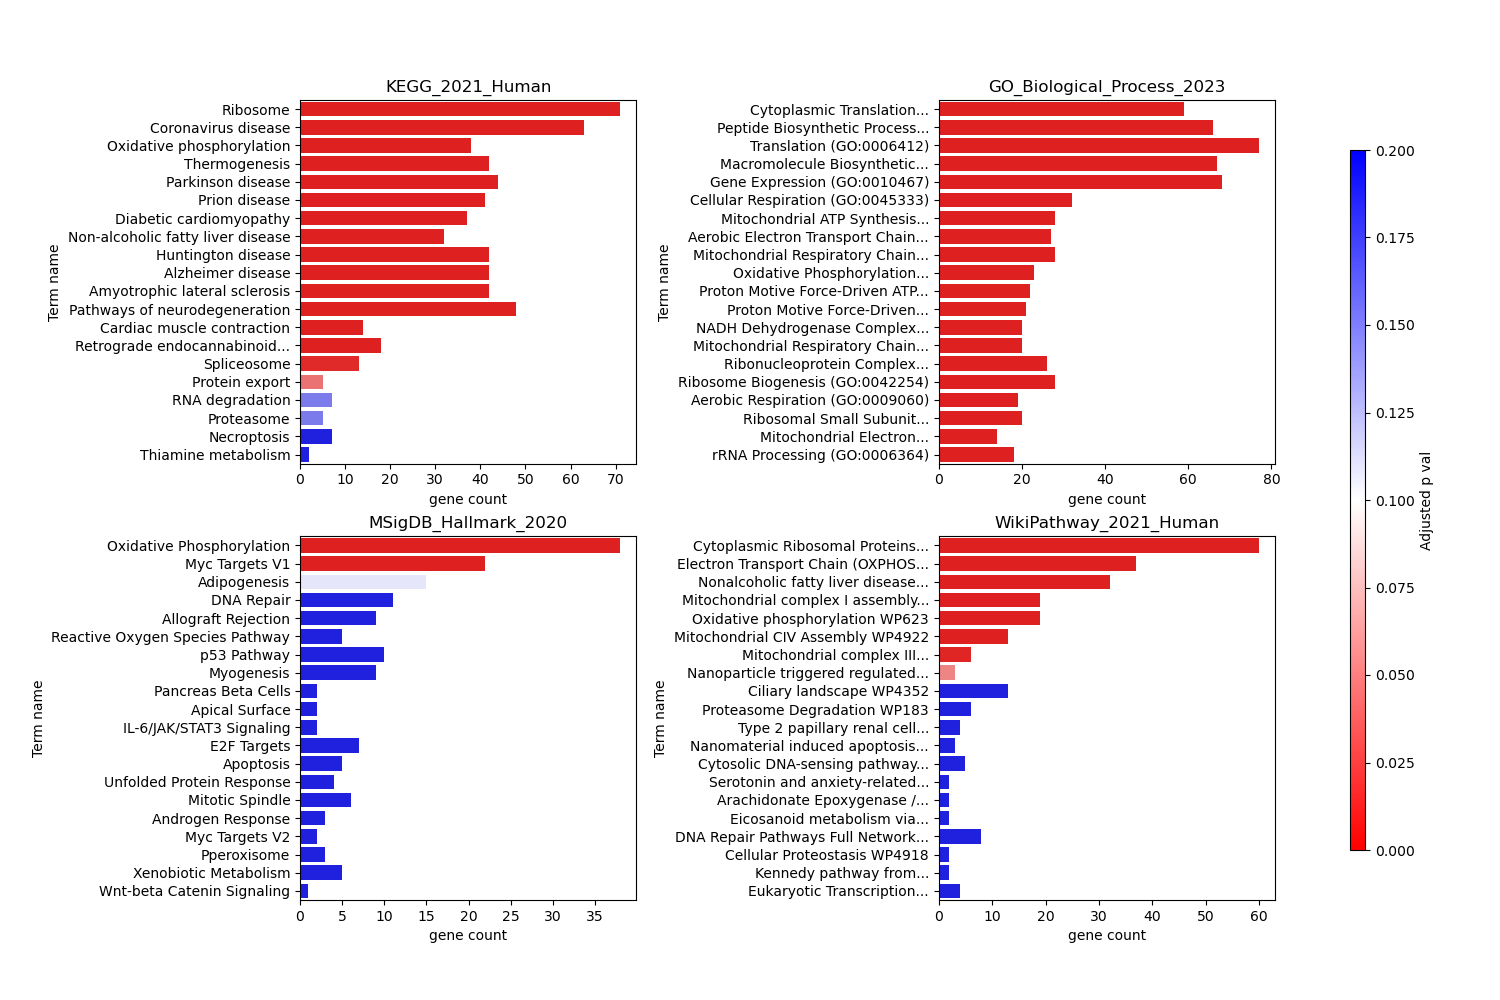 KEGG_2021_Human
Term name
Ribosome
Coronavirus disease
Oxidative phosphorylation
Thermogenesis
Parkinson disease
Prion disease
Diabetic cardiomyopathy
Non-alcoholic fatty liver disease
Huntington disease
Alzheimer disease
Amyotrophic lateral sclerosis
Pathways of neurodegeneration
Cardiac muscle contraction
Retrograde endocannabinoid...
Spliceosome
Protein export
RNA degradation
Proteasome
Necroptosis
Thiamine metabolism
0 10 20 30 40 50 60 70
gene count
GO_Biological_Process_2023
Term name
Cytoplasmic Translation...
Peptide Biosynthetic Process...
Translation (GO:0006412)
Macromolecule Biosynthetic...
Gene Expression (GO:0010467)
Cellular Respiration (GO:0045333)
Mitochondrial ATP Synthesis...
Aerobic Electron Transport Chain...
Mitochondrial Respiratory Chain...
Oxidative Phosphorylation...
Proton Motive Force-Driven ATP...
Proton Motive Force-Driven...
NADH Dehydrogenase Complex...
Mitochondrial Respiratory Chain...
Ribonucleoprotein Complex...
Ribosome Biogenesis (GO:0042254)
Aerobic Respiration (GO:0009060)
Ribosomal Small Subunit...
Mitochondrial Electron...
rRNA Processing (GO:0006364)
0 20 40 60 80
gene count
MSigDB_Hallmark_2020
Term name
Oxidative Phosphorylation
Myc Targets V1
Adipogenesis
DNA Repair
Allograft Rejection
Reactive Oxygen Species Pathway
p53 Pathway
Myogenesis
Pancreas Beta Cells
Apical Surface
IL-6/JAK/STAT3 Signaling
E2F Targets
Apoptosis
Unfolded Protein Response
Mitotic Spindle
Androgen Response
Myc Targets V2
Pperoxisome
Xenobiotic Metabolism
Wnt-beta Catenin Signaling
0 5 10 15 20 25 30 35
gene count
WikiPathway_2021_Human
Term name
Cytoplasmic Ribosomal Proteins...
Electron Transport Chain (OXPHOS...
Nonalcoholic fatty liver disease...
Mitochondrial complex I assembly...
Oxidative phosphorylation WP623
Mitochondrial CIV Assembly WP4922
Mitochondrial complex III...
Nanoparticle triggered regulated...
Ciliary landscape WP4352
Proteasome Degradation WP183
Type 2 papillary renal cell...
Nanomaterial induced apoptosis...
Cytosolic DNA-sensing pathway...
Serotonin and anxiety-related...
Arachidonate Epoxygenase /...
Eicosanoid metabolism via...
DNA Repair Pathways Full Network...
Cellular Proteostasis WP4918
Kennedy pathway from...
Eukaryotic Transcription...
0 10 20 30 40 50 60
gene count
0.200
0.175
0.150
0.125
0.100
0.075
0.050
0.025
0.000
Adjusted p val